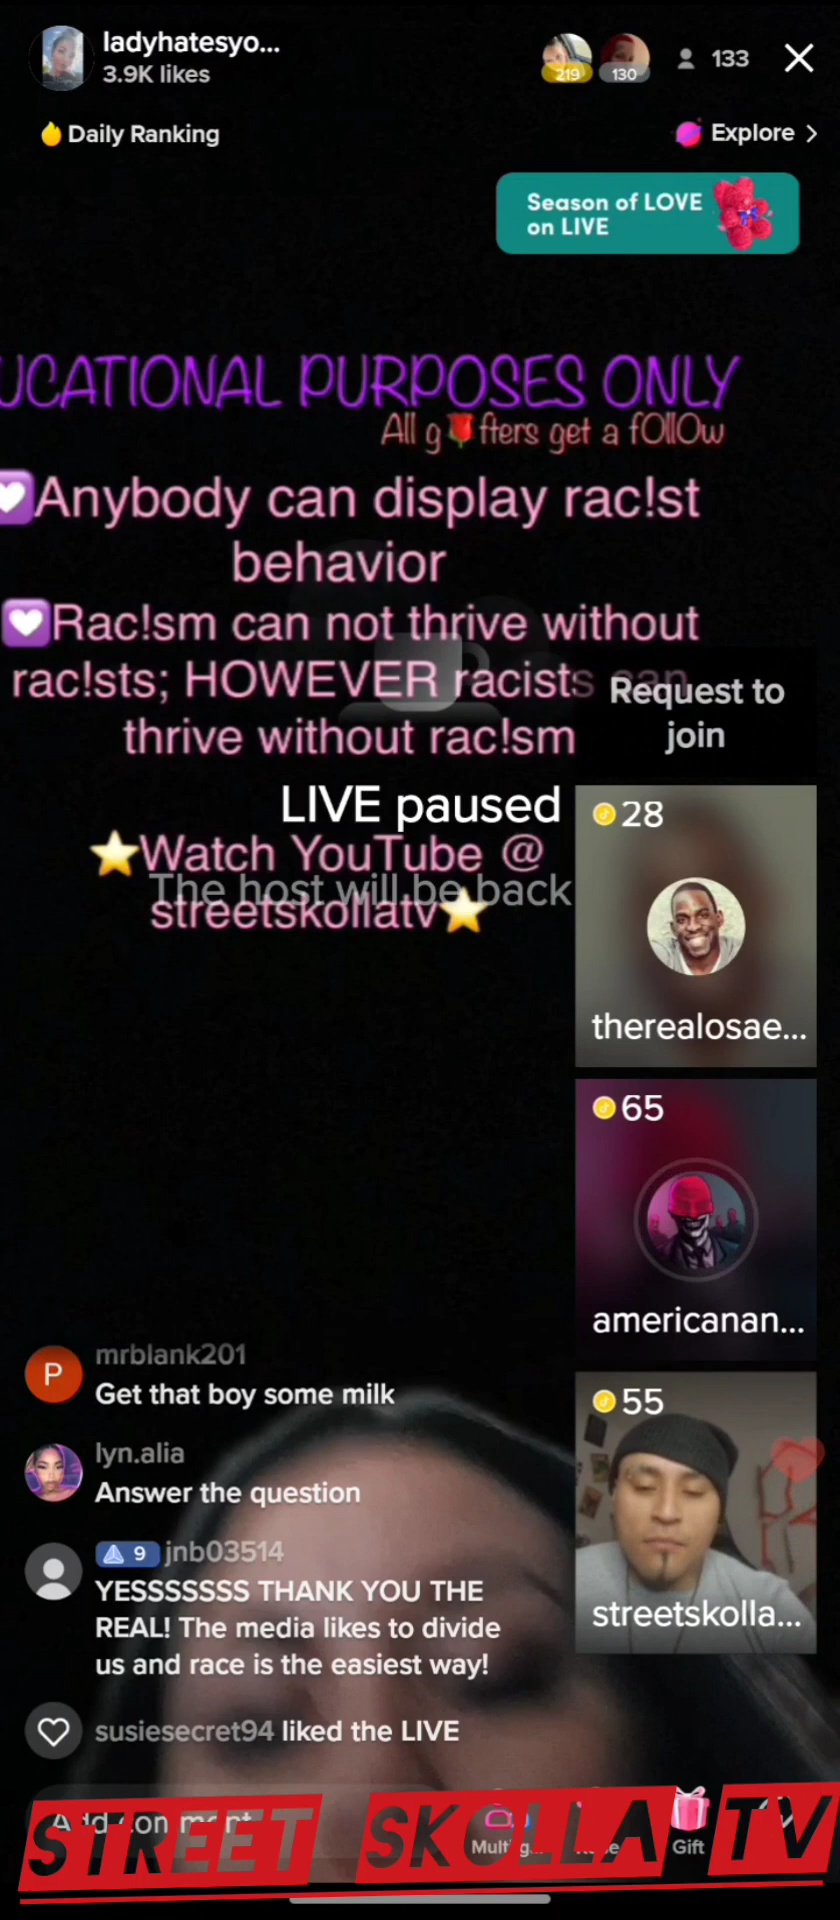 ladyhatesyo...
3.9K likes
219
130
133
Daily Ranking
Explore
Season of LOVE
on LIVE
UCATIONAL PURPOSES ONLY
All g🌹fters get a fOllOw
💟Anybody can display rac!st
behavior
💟Rac!sm can not thrive without
rac!sts; HOWEVER racists can
thrive without rac!sm
Request to
join
LIVE paused
⭐Watch YouTube @
The host will be back
streetskollatv⭐
28
therealosae...
65
americanan...
55
streetskolla...
mrblank201
P
Get that boy some milk
lyn.alia
Answer the question
9 jnb03514
YESSSSSSS THANK YOU THE
REAL! The media likes to divide
us and race is the easiest way!
susiesecret94 liked the LIVE
Add comment
Gift
STREET SKOLLA TV